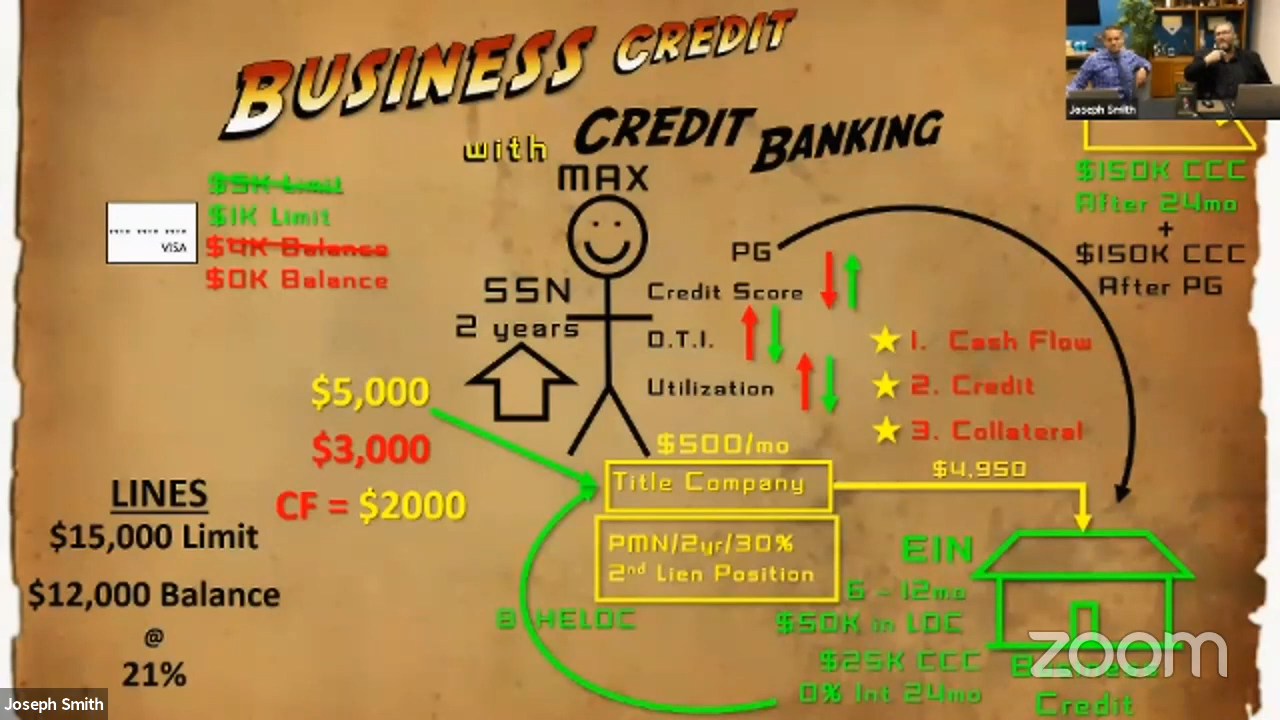 BUSINESS CREDIT
with CREDIT BANKING
Joseph Smith
$5K Limit
$1K Limit
$4K Balance
$0K Balance
VISA
MAX
SSN
2 years
PG
Credit Score
D.T.I.
Utilization
$150K CCC
After 24mo
+
$150K CCC
After PG
1. Cash Flow
2. Credit
3. Collateral
$5,000
$3,000
CF = $2000
$500/mo
Title Company
$4,950
PMN/2yr/30%
2nd Lien Position
LINES
$15,000 Limit
$12,000 Balance
@
21%
HELOC
EIN
6 - 12mo
$50K in LOC
$25K CCC
0% Int 24mo
Business
Credit
zoom
Joseph Smith